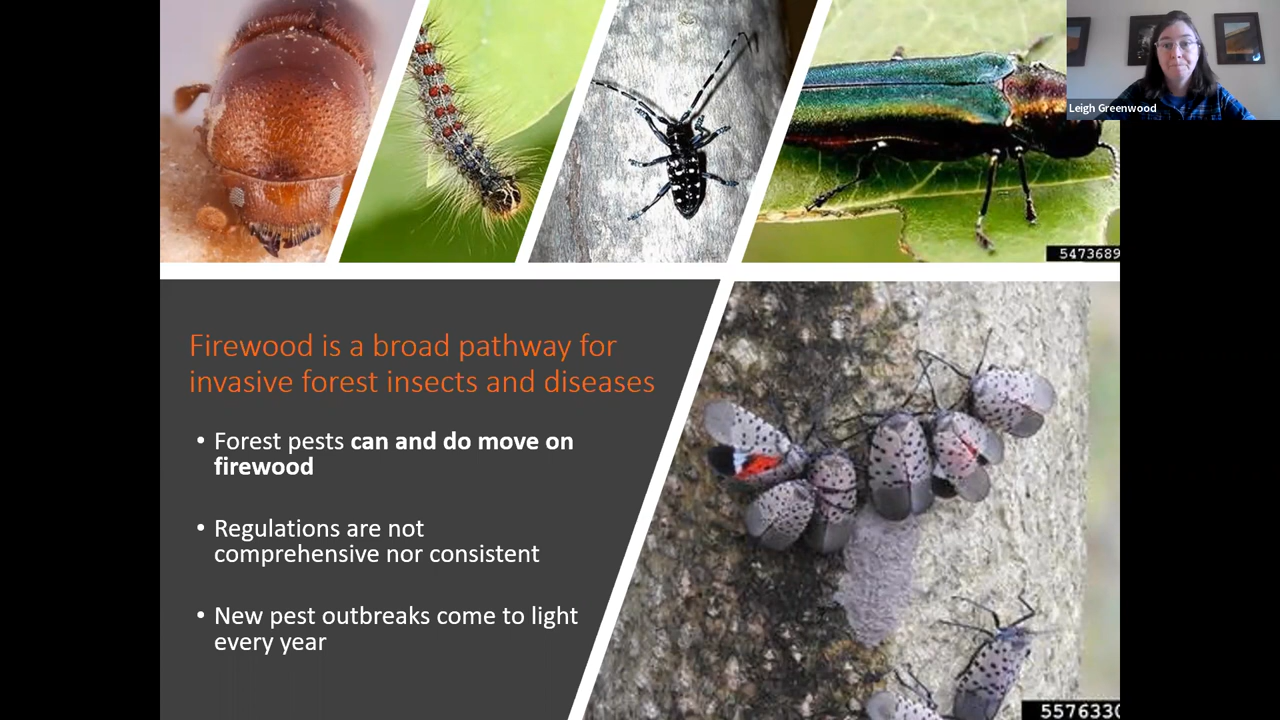 Leigh Greenwood
5473689
Firewood is a broad pathway for
invasive forest insects and diseases
• Forest pests can and do move on
firewood
• Regulations are not
comprehensive nor consistent
• New pest outbreaks come to light
every year
557633